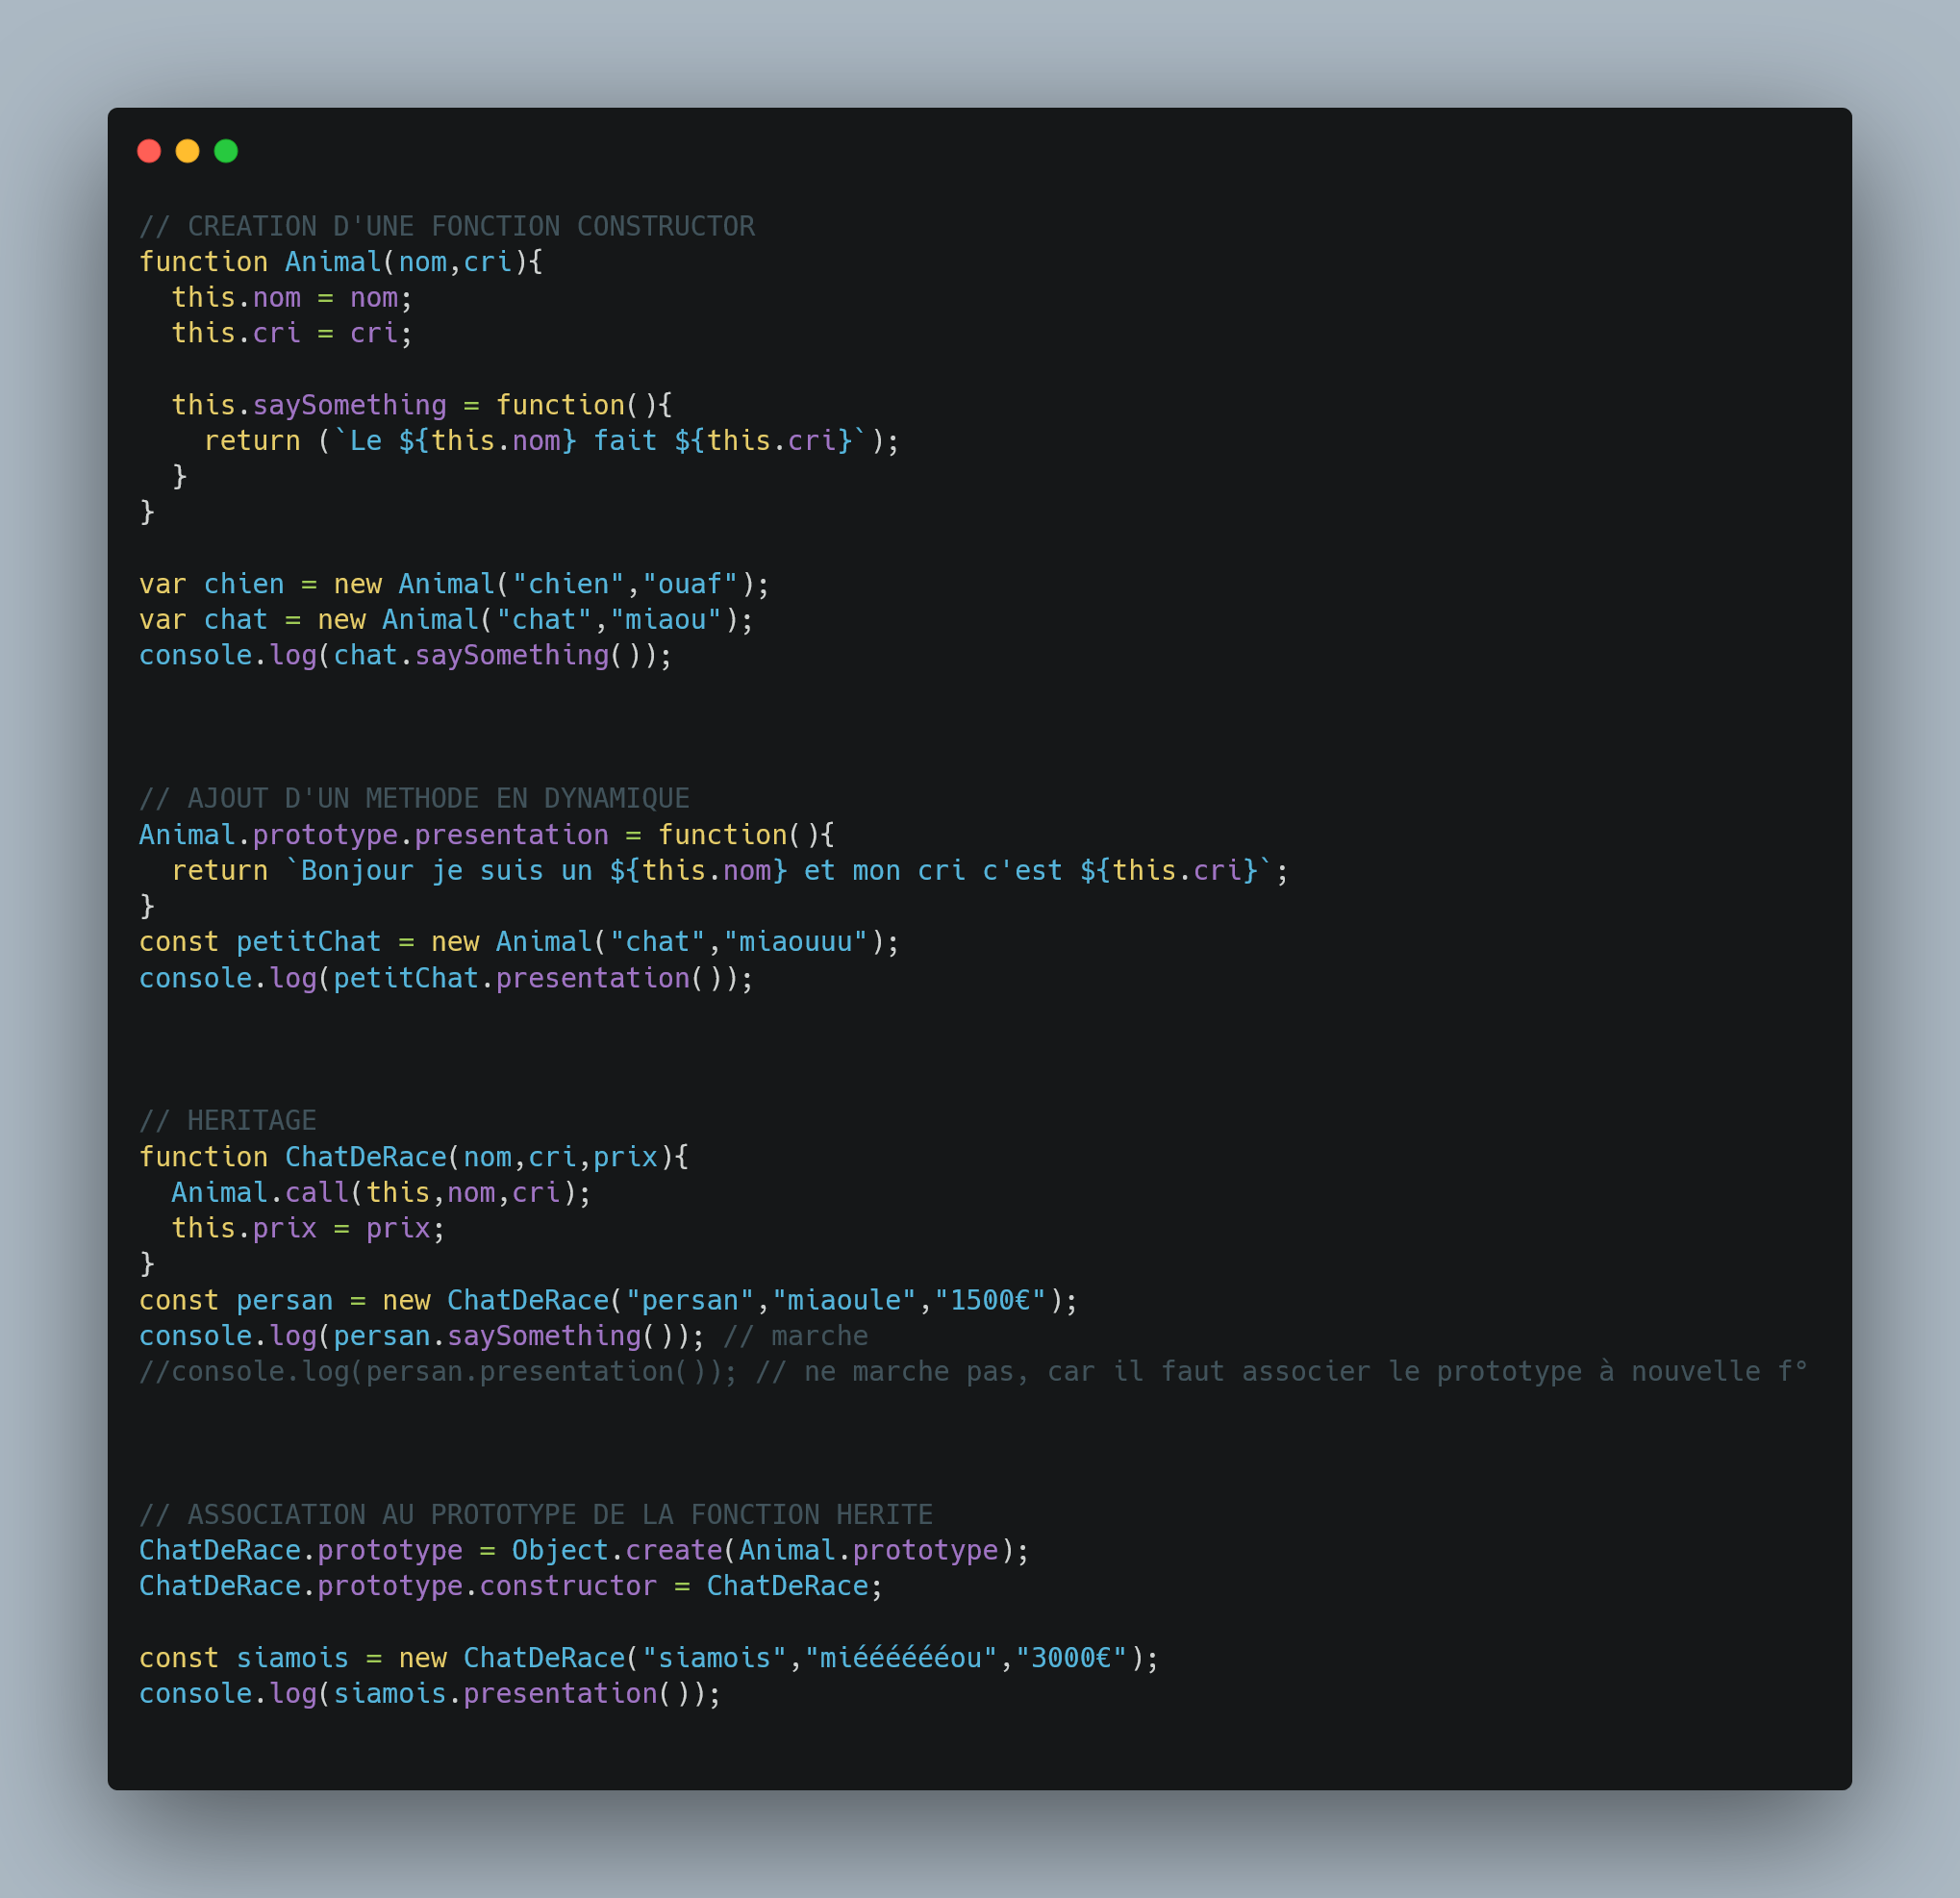 // CREATION D'UNE FONCTION CONSTRUCTOR
function Animal(nom,cri){
  this.nom = nom;
  this.cri = cri;

  this.saySomething = function(){
    return (`Le ${this.nom} fait ${this.cri}`);
  }
}

var chien = new Animal("chien","ouaf");
var chat = new Animal("chat","miaou");
console.log(chat.saySomething());

// AJOUT D'UN METHODE EN DYNAMIQUE
Animal.prototype.presentation = function(){
  return `Bonjour je suis un ${this.nom} et mon cri c'est ${this.cri}`;
}
const petitChat = new Animal("chat","miaouuu");
console.log(petitChat.presentation());

// HERITAGE
function ChatDeRace(nom,cri,prix){
  Animal.call(this,nom,cri);
  this.prix = prix;
}
const persan = new ChatDeRace("persan","miaoule","1500€");
console.log(persan.saySomething()); // marche
//console.log(persan.presentation()); // ne marche pas, car il faut associer le prototype à nouvelle f°

// ASSOCIATION AU PROTOTYPE DE LA FONCTION HERITE
ChatDeRace.prototype = Object.create(Animal.prototype);
ChatDeRace.prototype.constructor = ChatDeRace;

const siamois = new ChatDeRace("siamois","miééééééou","3000€");
console.log(siamois.presentation());